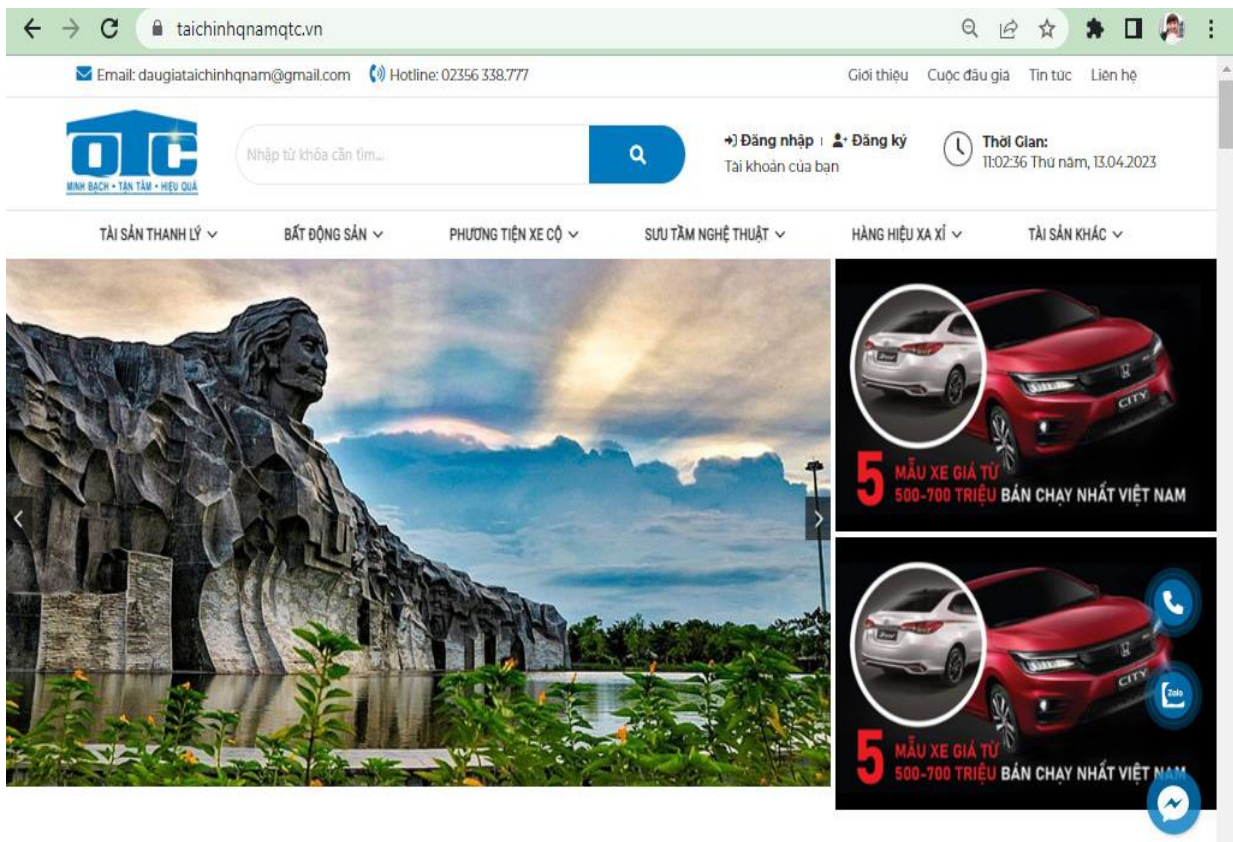 taichinhqnamqtc.vn
Email: daugiataichinhqnam@gmail.com Hotline: 02356 338.777 Giới thiệu Cuộc đấu giá Tin tức Liên hệ
QTC
MINH BẠCH • TẬN TÂM • HIỆU QUẢ
Nhập từ khóa cần tìm...
Đăng nhập | Đăng ký
Tài khoản của bạn
Thời Gian:
11:02:36 Thứ năm, 13.04.2023
TÀI SẢN THANH LÝ BẤT ĐỘNG SẢN PHƯƠNG TIỆN XE CỘ SƯU TẦM NGHỆ THUẬT HÀNG HIỆU XA XỈ TÀI SẢN KHÁC
CITY
5 MẪU XE GIÁ TỪ
500-700 TRIỆU BÁN CHẠY NHẤT VIỆT NAM
CITY
5 MẪU XE GIÁ TỪ
500-700 TRIỆU BÁN CHẠY NHẤT VIỆT NAM
Zalo